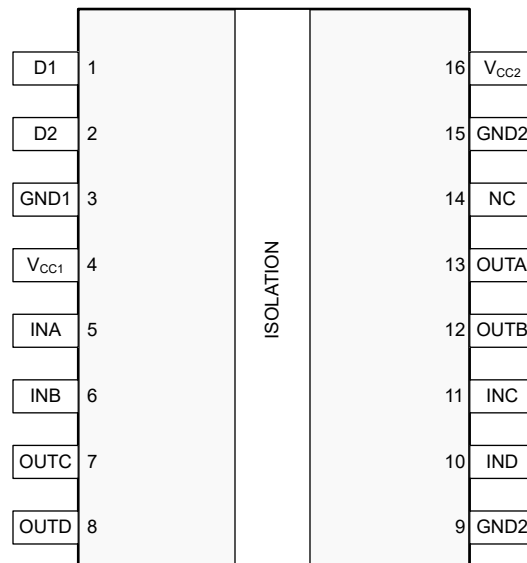 D1 1 16 VCC2
D2 2 15 GND2
GND1 3 14 NC
VCC1 4 13 OUTA
ISOLATION
INA 5 12 OUTB
INB 6 11 INC
OUTC 7 10 IND
OUTD 8 9 GND2